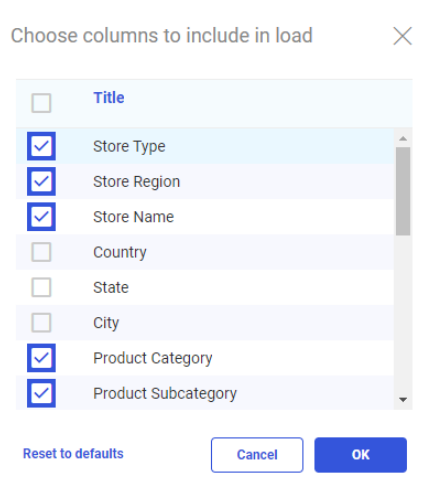 Choose columns to include in load
Title
Store Type
Store Region
Store Name
Country
State
City
Product Category
Product Subcategory
Reset to defaults
Cancel
OK